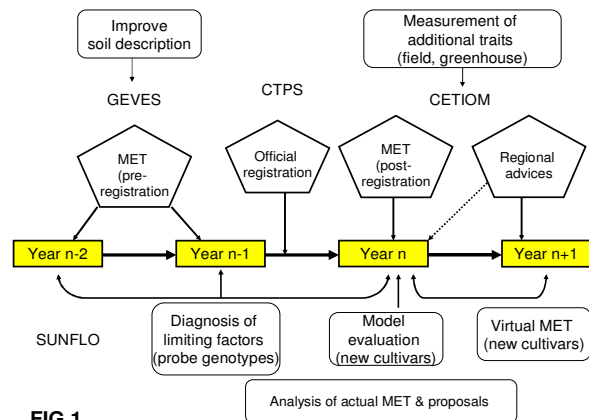 Improve
soil description
Measurement of
additional traits
(field, greenhouse)
GEVES
CTPS
CETIOM
MET
(pre-
registration
Official
registration
MET
(post-
registration
Regional
advices
Year n-2
Year n-1
Year n
Year n+1
SUNFLO
Diagnosis of
limiting factors
(probe genotypes)
Model
evaluation
(new cultivars)
Virtual MET
(new cultivars)
Analysis of actual MET & proposals
FIG 1